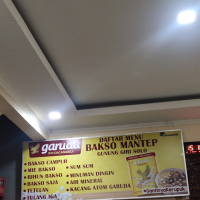 garuda
DAFTAR MENU
BAKSO MANTEP
GUNUNG GIRI SOLO
• BAKSO CAMPUR
• MIE BAKSO
• BIHUN BAKSO
• BAKSO SAJA
• TETELAN
• TULANG
• SUM SUM
• MINUMAN DINGIN
• AIR MINERAL
• KACANG ATOM GARUDA